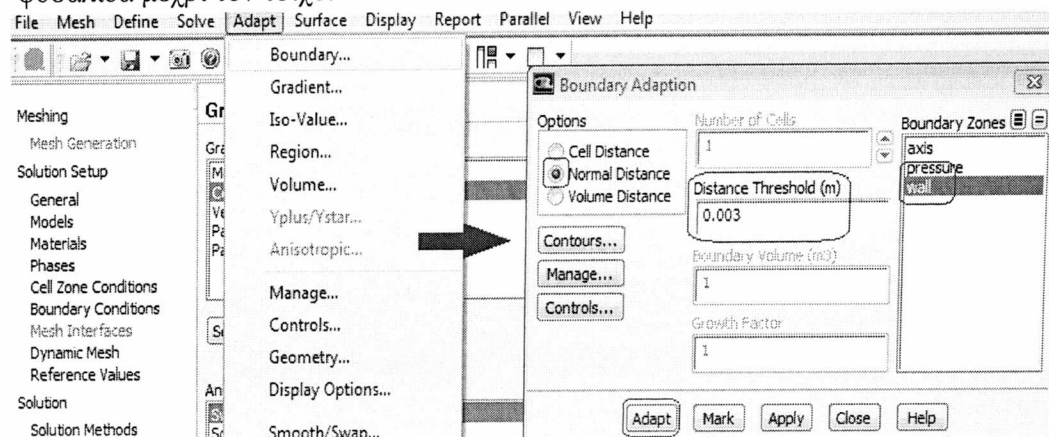 File Mesh Define Solve Adapt Surface Display Report Parallel View Help
Meshing
Mesh Generation
Solution Setup
General
Models
Materials
Phases
Cell Zone Conditions
Boundary Conditions
Mesh Interfaces
Dynamic Mesh
Reference Values
Solution
Solution Methods
Boundary...
Gradient...
Iso-Value...
Region...
Volume...
Yplus/Ystar...
Anisotropic...
Manage...
Controls...
Geometry...
Display Options...
Smooth/Swap...
Boundary Adaption
Options
Cell Distance
Normal Distance
Volume Distance
Contours...
Manage...
Controls...
Number of Cells
1
Distance Threshold (m)
0.003
Boundary Volume (m3)
1
Growth Factor
1
Boundary Zones
axis
pressure
wall
Adapt Mark Apply Close Help